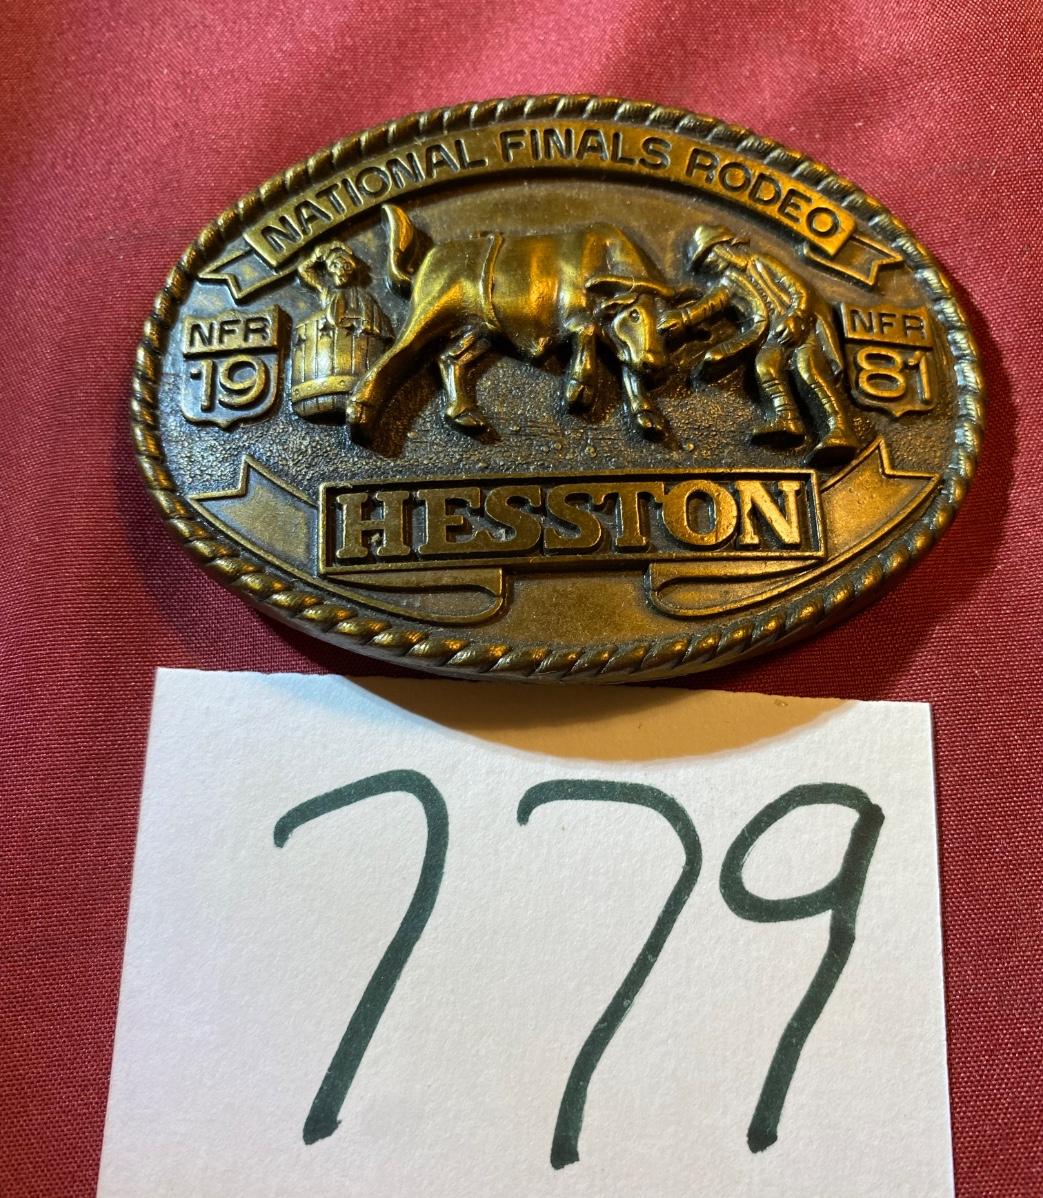 NATIONAL FINALS RODEO
NFR
19
NFR
81
HESSTON
779